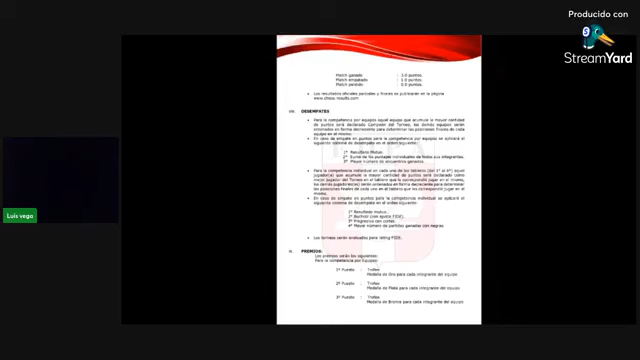 Producido con
StreamYard
Match ganado : 3.0 puntos.
Match empatado : 1.0 puntos.
Match perdido : 0.0 puntos.
• Los resultados oficiales parciales y finales se publicarán en la página
www.chess-results.com
DESEMPATES
• Para la competencia por equipos aquel equipo que acumule la mayor cantidad
de puntos será declarado Campeón del Torneo, los demás equipos serán
ordenados en forma decreciente para determinar las posiciones finales de cada
equipo en el mismo.
• En caso de empate en puntos para la competencia por equipos se aplicará el
siguiente sistema de desempate en el orden siguiente:
1° Resultado Mutuo.
2° Suma de los puntajes individuales de todos sus integrantes.
3° Mayor número de encuentros ganados.
• Para la competencia individual en cada uno de los tableros (del 1° al 6°) aquel
jugador(a) que acumule la mayor cantidad de puntos será declarado como
mejor jugador del Torneo en el tablero que le corresponde jugar en el mismo,
los demás jugadores(as) serán ordenados en forma decreciente para determinar
las posiciones finales de cada uno en el tablero que les corresponde jugar en el
mismo.
• En caso de empate en puntos para la competencia individual se aplicará el
siguiente sistema de desempate en el orden siguiente:
1° Resultado mutuo.
2° Bucholz (con ajuste FIDE).
3° Progresivo con cortes.
4° Mayor número de partidas ganadas con negras.
• Los torneos serán evaluados para rating FIDE.
PREMIOS.
Los premios serán los siguientes:
Para la competencia por Equipos:
1° Puesto : Trofeo
Medalla de Oro para cada integrante del equipo
2° Puesto : Trofeo
Medalla de Plata para cada integrante del equipo
3° Puesto : Trofeo
Medalla de Bronce para cada integrante del equipo
Luis vega